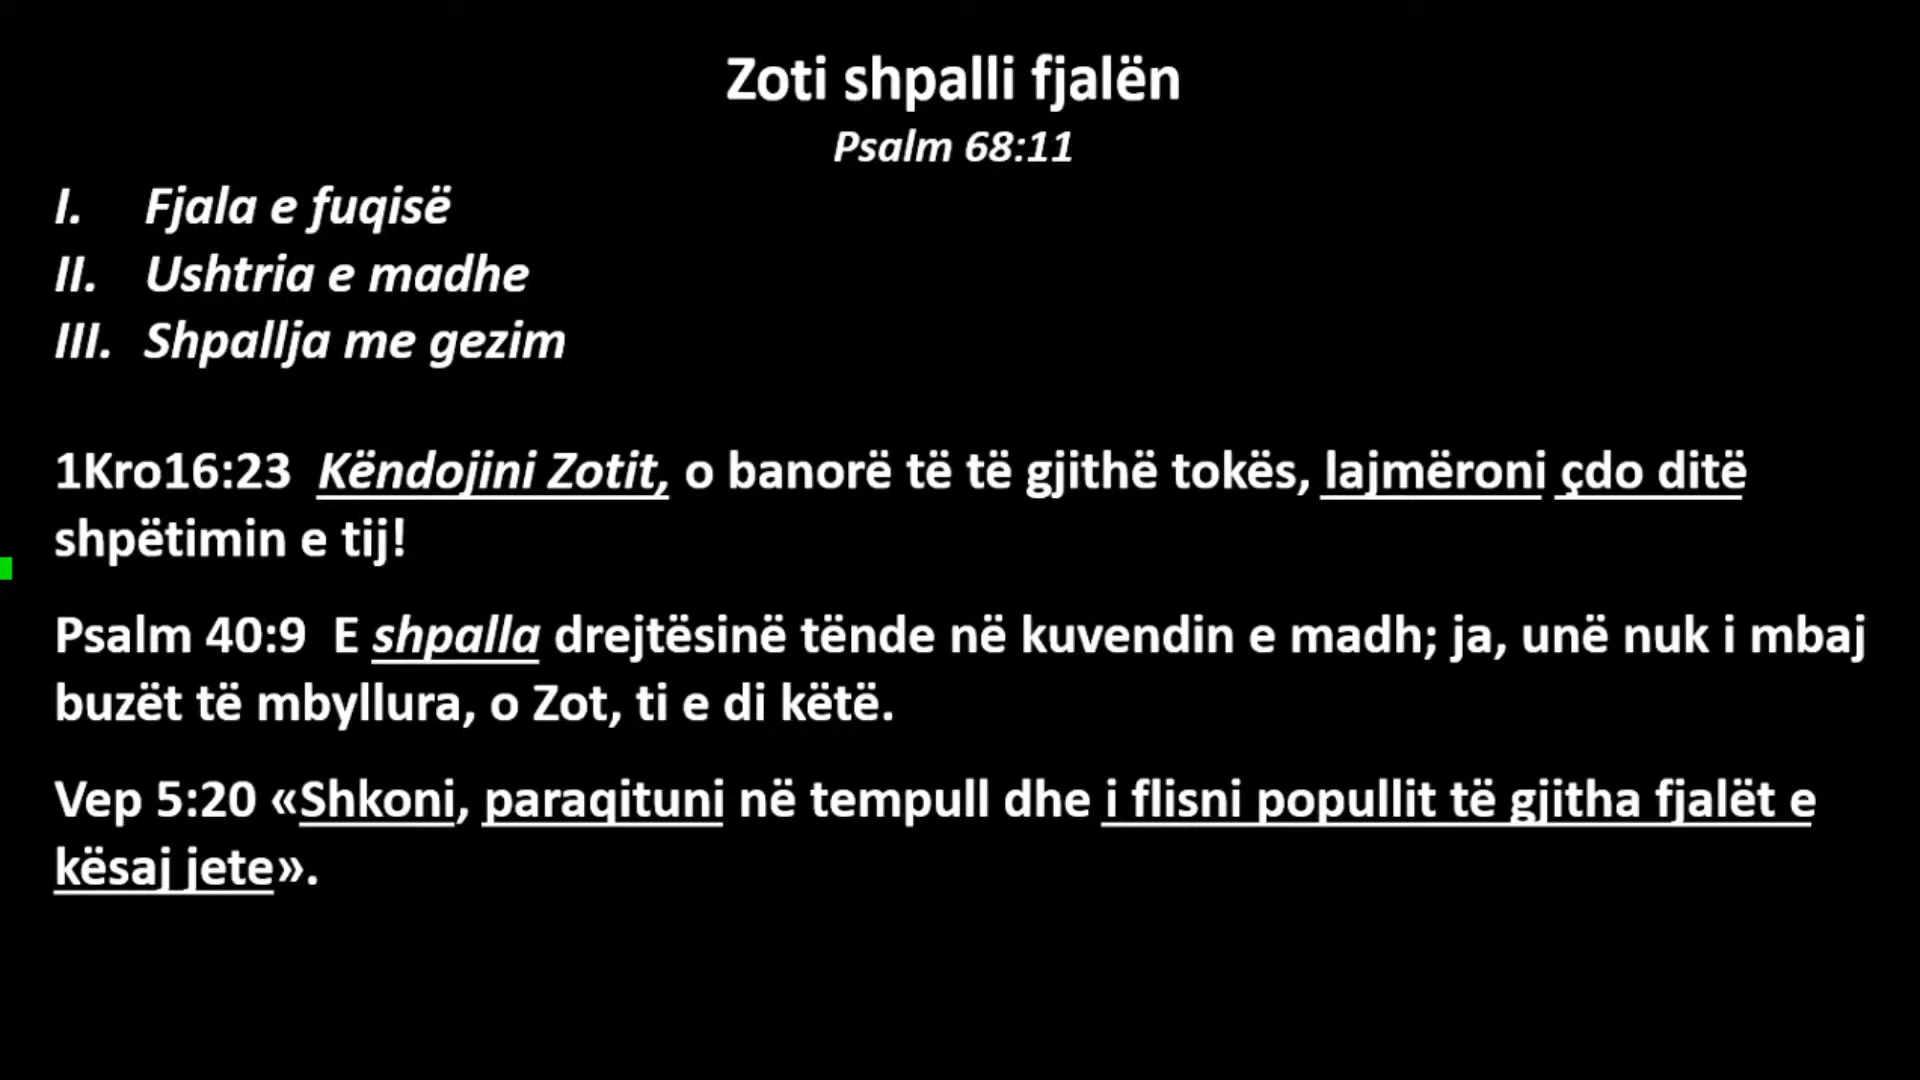 Zoti shpalli fjalën
Psalm 68:11
I. Fjala e fuqisë
II. Ushtria e madhe
III. Shpallja me gezim
1Kro16:23 Këndojini Zotit, o banorë të të gjithë tokës, lajmëroni çdo ditë
shpëtimin e tij!
Psalm 40:9 E shpalla drejtësinë tënde në kuvendin e madh; ja, unë nuk i mbaj
buzët të mbyllura, o Zot, ti e di këtë.
Vep 5:20 «Shkoni, paraqituni në tempull dhe i flisni popullit të gjitha fjalët e
kësaj jete».